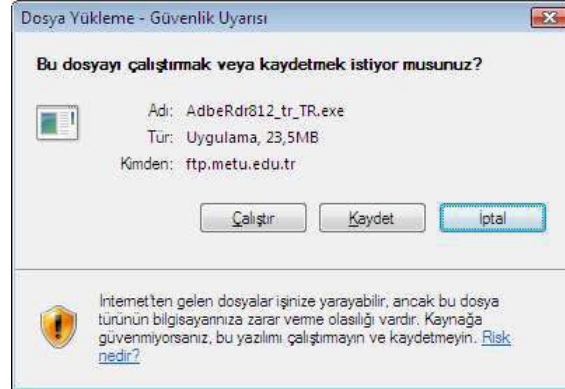 Dosya Yükleme - Güvenlik Uyarısı
Bu dosyayı çalıştırmak veya kaydetmek istiyor musunuz?
Adı: AdbeRdr812_tr_TR.exe
Tür: Uygulama, 23,5MB
Kimden: ftp.metu.edu.tr
Çalıştır Kaydet İptal
Internet'ten gelen dosyalar işinize yarayabilir, ancak bu dosya
türünün bilgisayarınıza zarar verme olasılığı vardır. Kaynağa
güvenmiyorsanız, bu yazılımı çalıştırmayın ve kaydetmeyin. Risk
nedir?